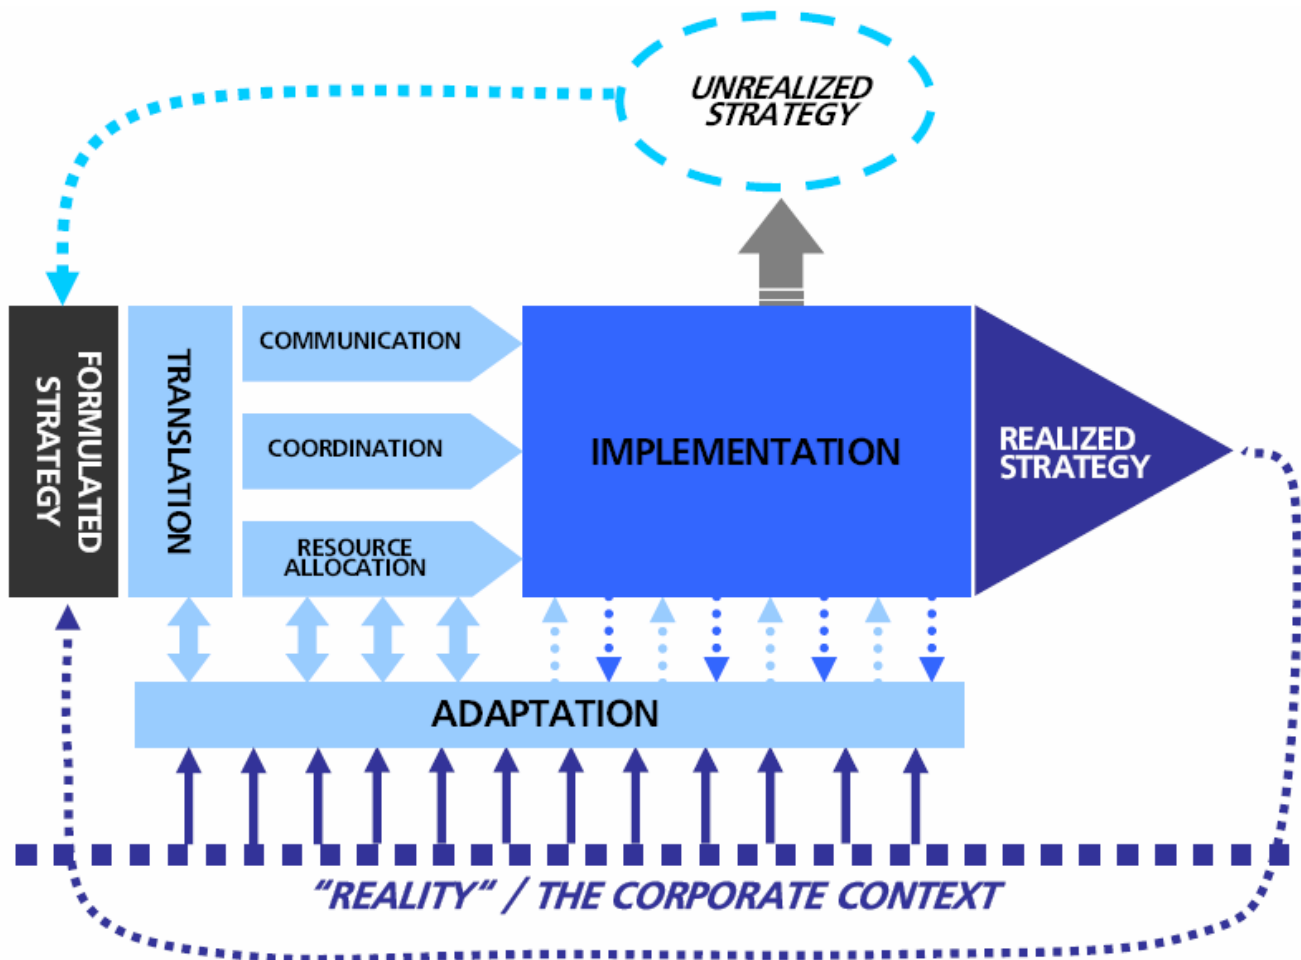 UNREALIZED
STRATEGY
FORMULATED
STRATEGY
TRANSLATION
COMMUNICATION
COORDINATION
RESOURCE
ALLOCATION
IMPLEMENTATION
REALIZED
STRATEGY
ADAPTATION
“REALITY“ / THE CORPORATE CONTEXT